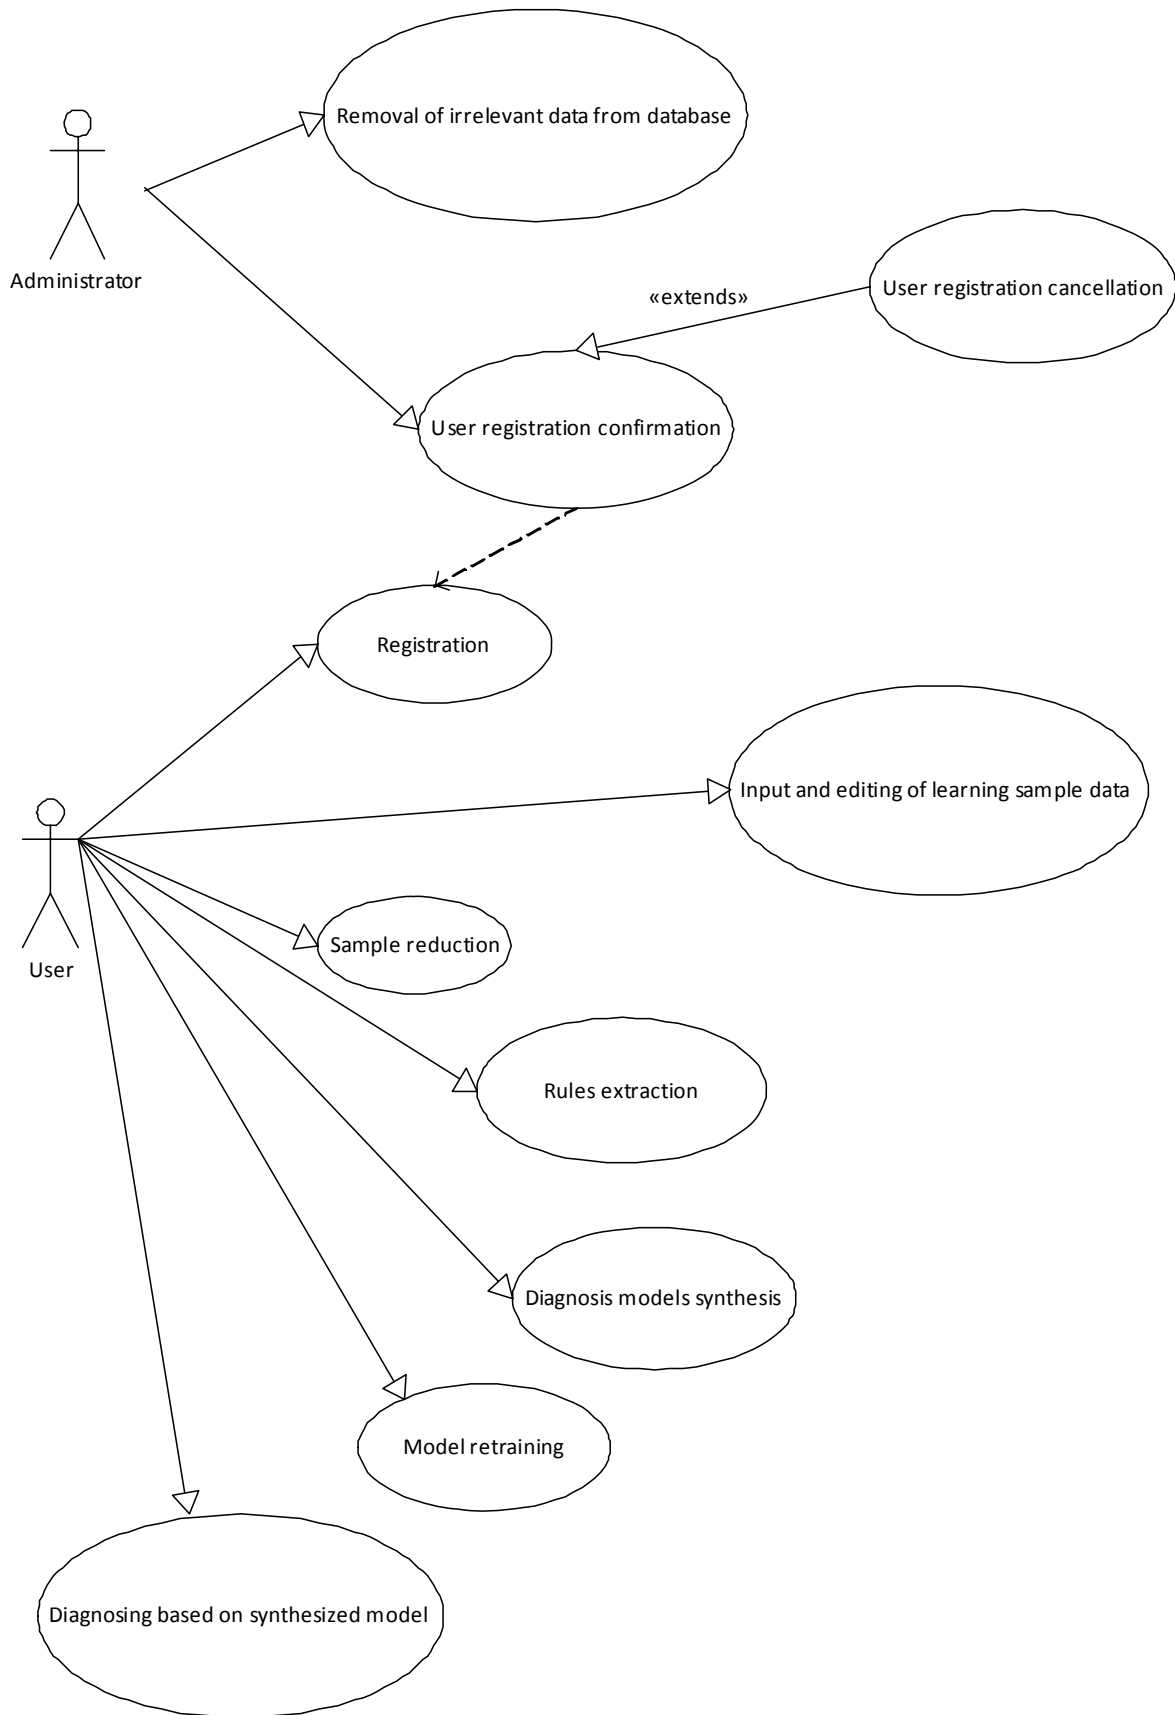 Removal of irrelevant data from database
Administrator
User registration cancellation
«extends»
User registration confirmation
Registration
Input and editing of learning sample data
Sample reduction
User
Rules extraction
Diagnosis models synthesis
Model retraining
Diagnosing based on synthesized model